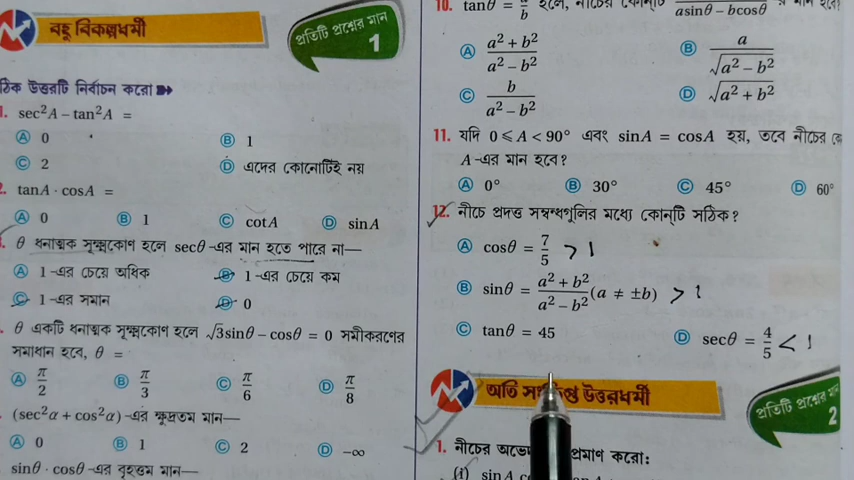 বহু বিকল্পধর্মী
প্রতিটি প্রশ্নের মান
1
ঠিক উত্তরটি নির্বাচন করো
1. sec²A – tan²A =
Ⓐ 0 Ⓑ 1
Ⓒ 2 Ⓓ এদের কোনোটিই নয়
2. tanA · cosA =
Ⓐ 0 Ⓑ 1 Ⓒ cotA Ⓓ sinA
θ ধনাত্মক সূক্ষ্মকোণ হলে secθ-এর মান হতে পারে না—
Ⓐ 1-এর চেয়ে অধিক Ⓑ 1-এর চেয়ে কম
Ⓒ 1-এর সমান Ⓓ 0
θ একটি ধনাত্মক সূক্ষ্মকোণ হলে √3sinθ – cosθ = 0 সমীকরণের
সমাধান হবে, θ =
Ⓐ π/2 Ⓑ π/3 Ⓒ π/6 Ⓓ π/8
(sec²α + cos²α)-এর ক্ষুদ্রতম মান—
Ⓐ 0 Ⓑ 1 Ⓒ 2 Ⓓ –∞
sinθ · cosθ-এর বৃহত্তম মান—
10. tanθ = a/b হলে, নীচের asinθ – bcosθ
Ⓐ (a² + b²)/(a² – b²) Ⓑ a/√(a² – b²)
Ⓒ b/(a² – b²) Ⓓ √(a² + b²)
11. যদি 0 ⩽ A < 90° এবং sinA = cosA হয়, তবে নীচের
A-এর মান হবে?
Ⓐ 0° Ⓑ 30° Ⓒ 45° Ⓓ 60°
12. নীচে প্রদত্ত সম্বন্ধগুলির মধ্যে কোন্‌টি সঠিক?
Ⓐ cosθ = 7/5 > 1
Ⓑ sinθ = (a² + b²)/(a² – b²) (a ≠ ±b) > 1
Ⓒ tanθ = 45 Ⓓ secθ = 4/5 < 1
অতি উত্তরধর্মী
প্রতিটি প্রশ্নের মান
2
1. নীচের প্রমাণ করো:
(i) sinA